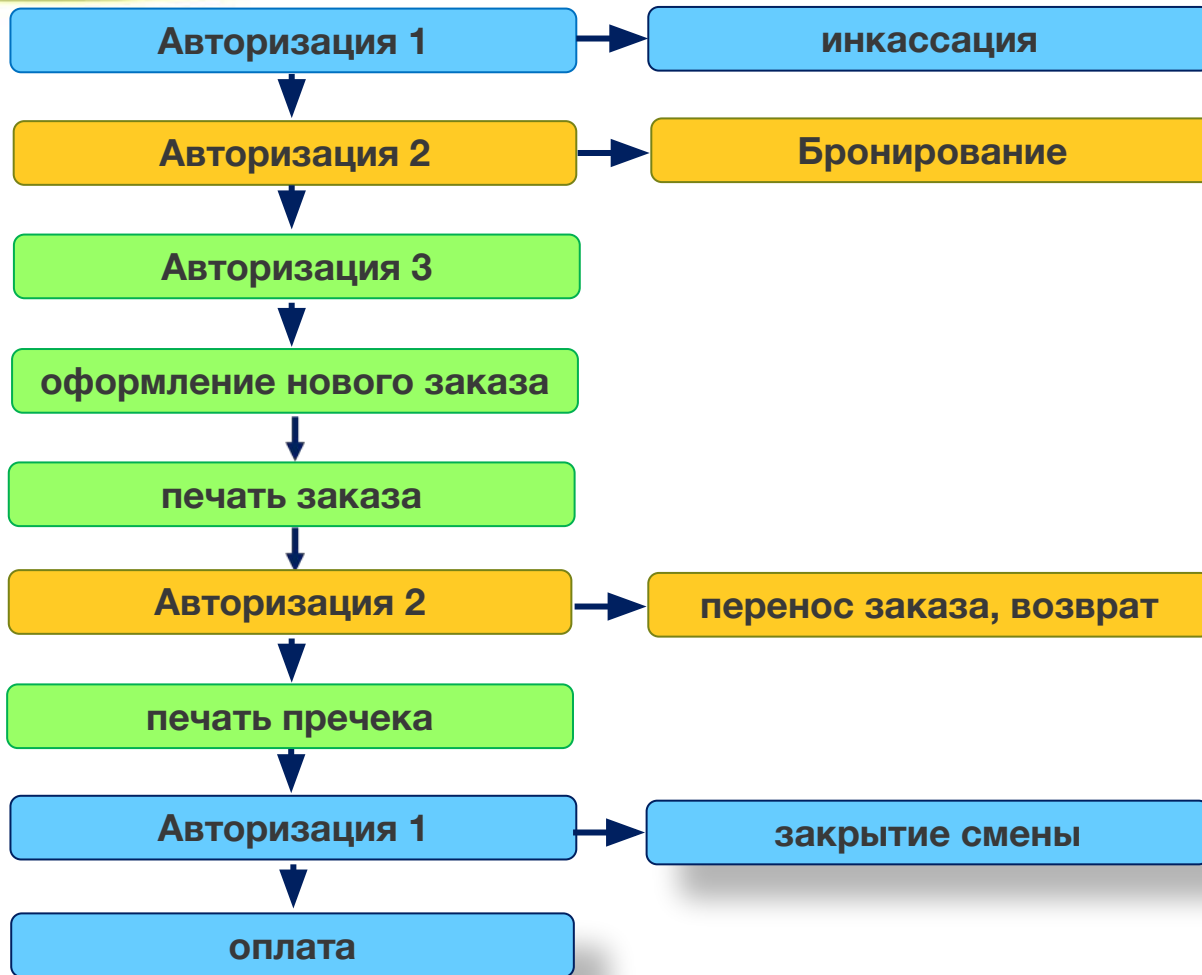 Авторизация 1
инкассация
Авторизация 2
Бронирование
Авторизация 3
оформление нового заказа
печать заказа
Авторизация 2
перенос заказа, возврат
печать пречека
Авторизация 1
закрытие смены
оплата